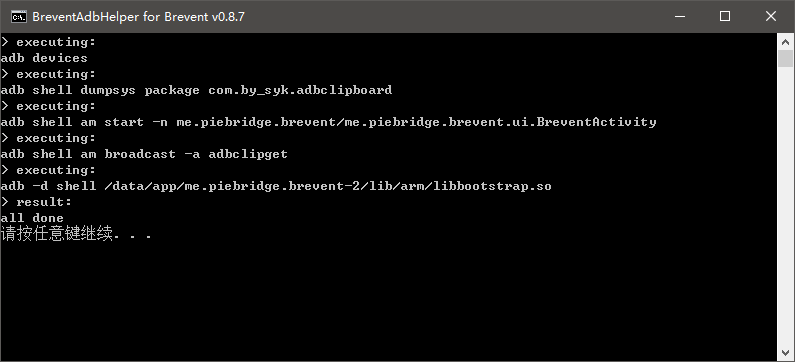 BreventAdbHelper for Brevent v0.8.7
> executing:
adb devices
> executing:
adb shell dumpsys package com.by_syk.adbclipboard
> executing:
adb shell am start -n me.piebridge.brevent/me.piebridge.brevent.ui.BreventActivity
> executing:
adb shell am broadcast -a adbclipget
> executing:
adb -d shell /data/app/me.piebridge.brevent-2/lib/arm/libbootstrap.so
> result:
all done
请按任意键继续. . .